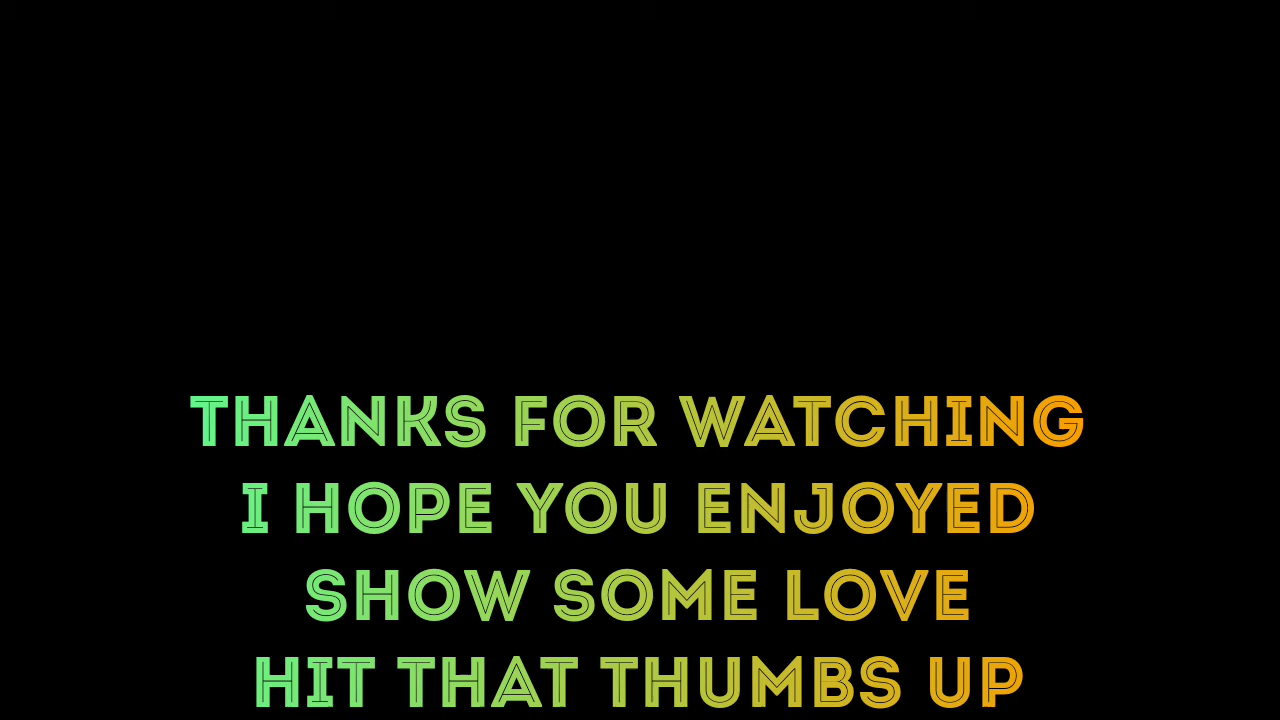 THANKS FOR WATCHING
I HOPE YOU ENJOYED
SHOW SOME LOVE
HIT THAT THUMBS UP